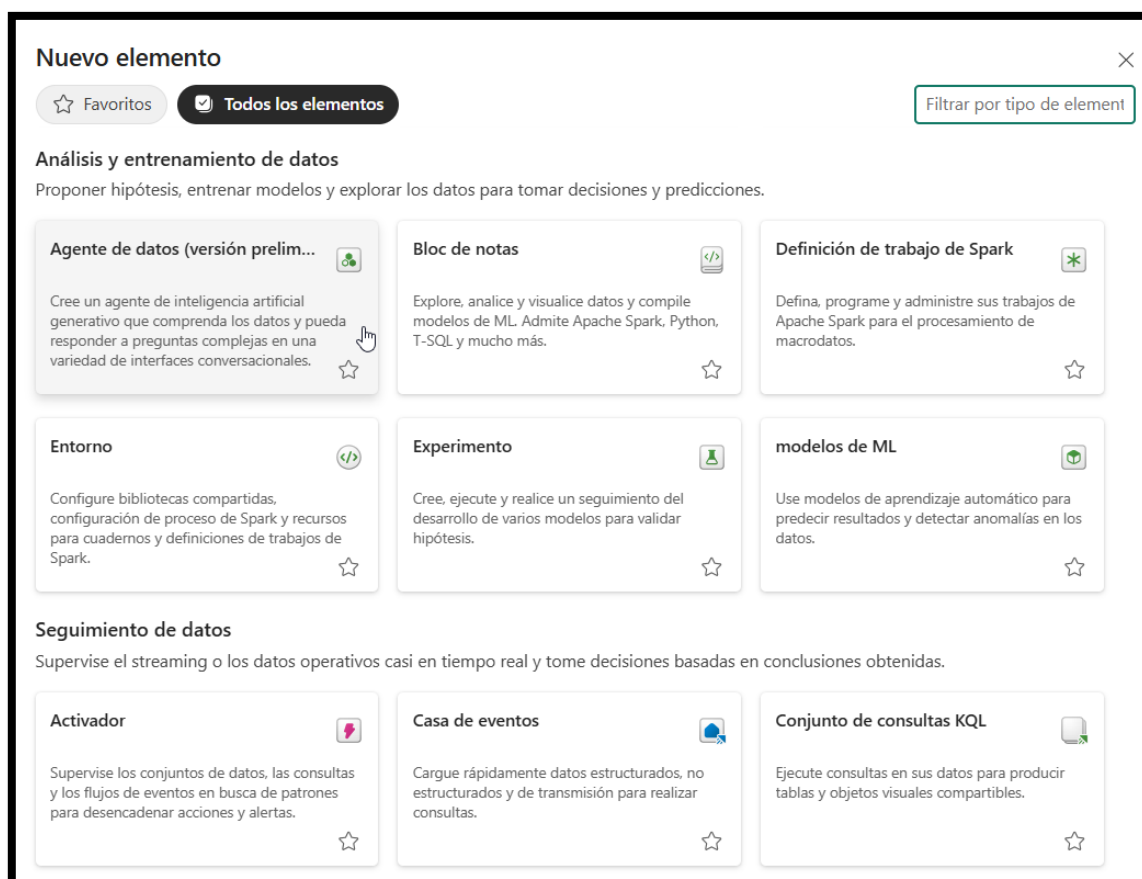 Nuevo elemento
Favoritos
Todos los elementos
Filtrar por tipo de element
Análisis y entrenamiento de datos
Proponer hipótesis, entrenar modelos y explorar los datos para tomar decisiones y predicciones.
Agente de datos (versión prelim...
Cree un agente de inteligencia artificial
generativo que comprenda los datos y pueda
responder a preguntas complejas en una
variedad de interfaces conversacionales.
Bloc de notas
Explore, analice y visualice datos y compile
modelos de ML. Admite Apache Spark, Python,
T-SQL y mucho más.
Definición de trabajo de Spark
Defina, programe y administre sus trabajos de
Apache Spark para el procesamiento de
macrodatos.
Entorno
Configure bibliotecas compartidas,
configuración de proceso de Spark y recursos
para cuadernos y definiciones de trabajos de
Spark.
Experimento
Cree, ejecute y realice un seguimiento del
desarrollo de varios modelos para validar
hipótesis.
modelos de ML
Use modelos de aprendizaje automático para
predecir resultados y detectar anomalías en los
datos.
Seguimiento de datos
Supervise el streaming o los datos operativos casi en tiempo real y tome decisiones basadas en conclusiones obtenidas.
Activador
Supervise los conjuntos de datos, las consultas
y los flujos de eventos en busca de patrones
para desencadenar acciones y alertas.
Casa de eventos
Cargue rápidamente datos estructurados, no
estructurados y de transmisión para realizar
consultas.
Conjunto de consultas KQL
Ejecute consultas en sus datos para producir
tablas y objetos visuales compartibles.